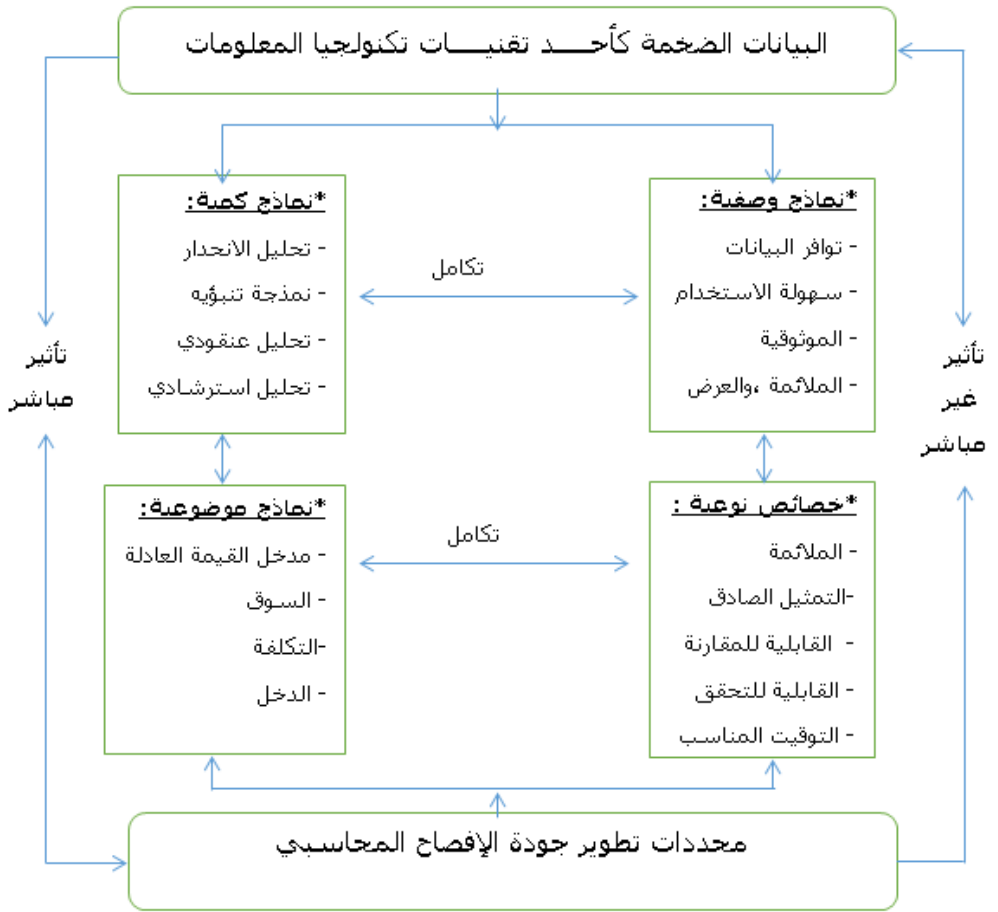 البيانات الضخمة كأحـــــد تقنيـــــات تكنولجيا المعلومات
*نماذج وصفية:
- توافر البيانات
- سهولة الاستخدام
- الموثوقية
- الملائمة ،والعرض
*نماذج كمية:
- تحليل الانحدار
- نمذجة تنبؤيه
- تحليل عنقودي
- تحليل استرشادي
تكامل
تأثير
غير
مباشر
تأثير
مباشر
*خصائص نوعية :
- الملائمة
-التمثيل الصادق
- القابلية للمقارنة
- القابلية للتحقق
- التوقيت المناسب
*نماذج موضوعية:
- مدخل القيمة العادلة
- السوق
-التكلفة
- الدخل
تكامل
محددات تطوير جودة الإفصاح المحاسبي